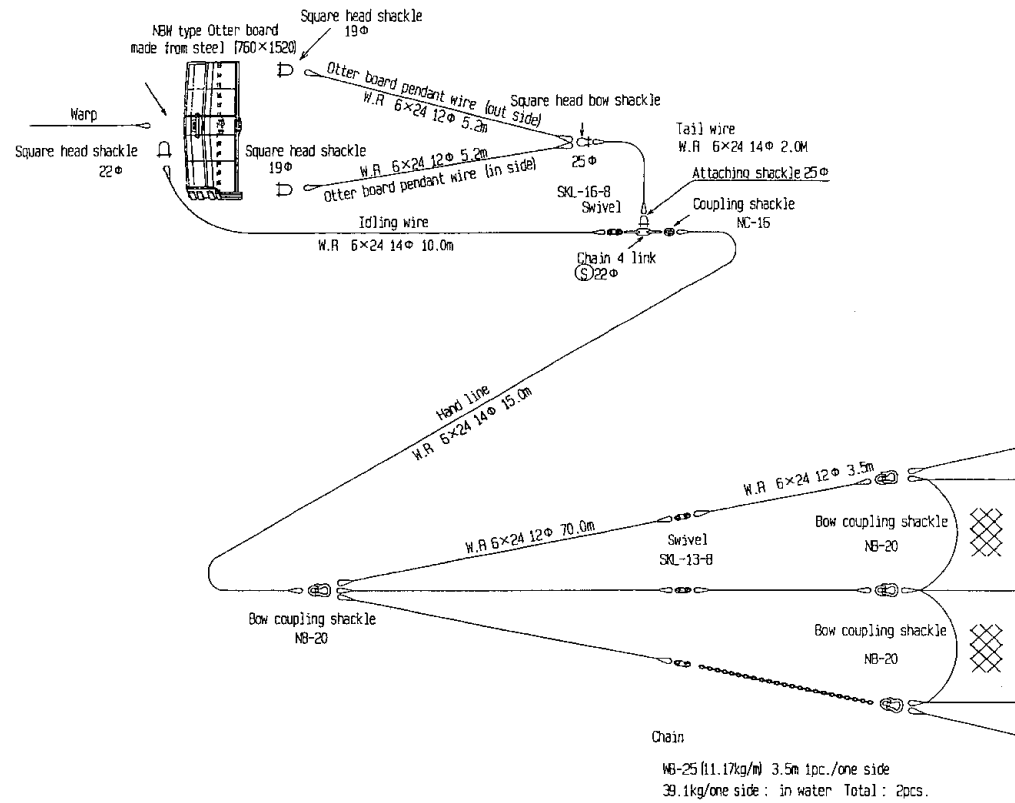 Square head shackle
19Φ
NBW type Otter board
made from steel (760×1520)
Otter board pendant wire (out side)
W.R 6×24 12Φ 5.2m
Square head bow shackle
25Φ
Warp
Square head shackle
22Φ
Square head shackle
19Φ
W.R 6×24 12Φ 5.2m
Otter board pendant wire (in side)
Tail wire
W.R 6×24 14Φ 2.0M
Attaching shackle 25Φ
SKL-16-8
Swivel
Coupling shackle
NC-16
Idling wire
W.R 6×24 14Φ 10.0m
Chain 4 link
Ⓢ22Φ
Hand line
W.R 6×24 14Φ 15.0m
W.R 6×24 12Φ 3.5m
W.R 6×24 12Φ 70.0m
Swivel
SKL-13-8
Bow coupling shackle
NB-20
Bow coupling shackle
NB-20
Bow coupling shackle
NB-20
Chain
WB-25(11.17kg/m) 3.5m 1pc./one side
39.1kg/one side : in water Total : 2pcs.